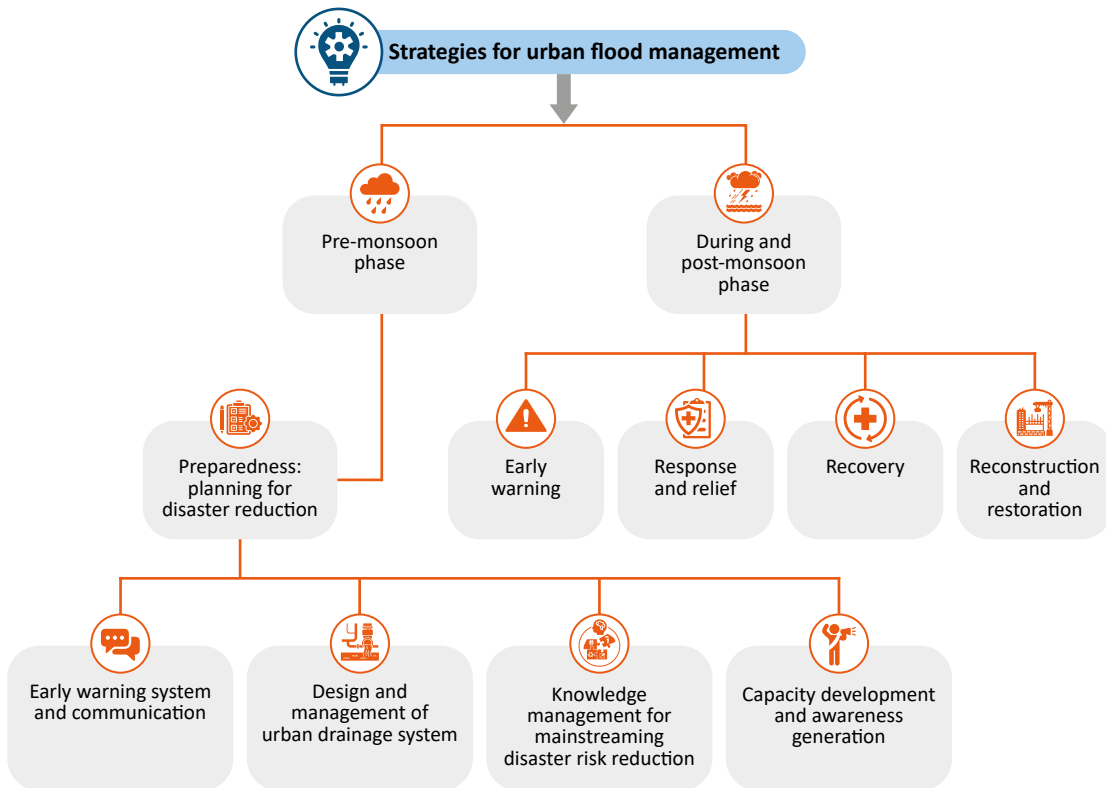 Strategies for urban flood management
Pre-monsoon
phase
During and
post-monsoon
phase
Preparedness:
planning for
disaster reduction
Early
warning
Response
and relief
Recovery
Reconstruction
and
restoration
Early warning system
and communication
Design and
management of
urban drainage system
Knowledge
management for
mainstreaming
disaster risk reduction
Capacity development
and awareness
generation